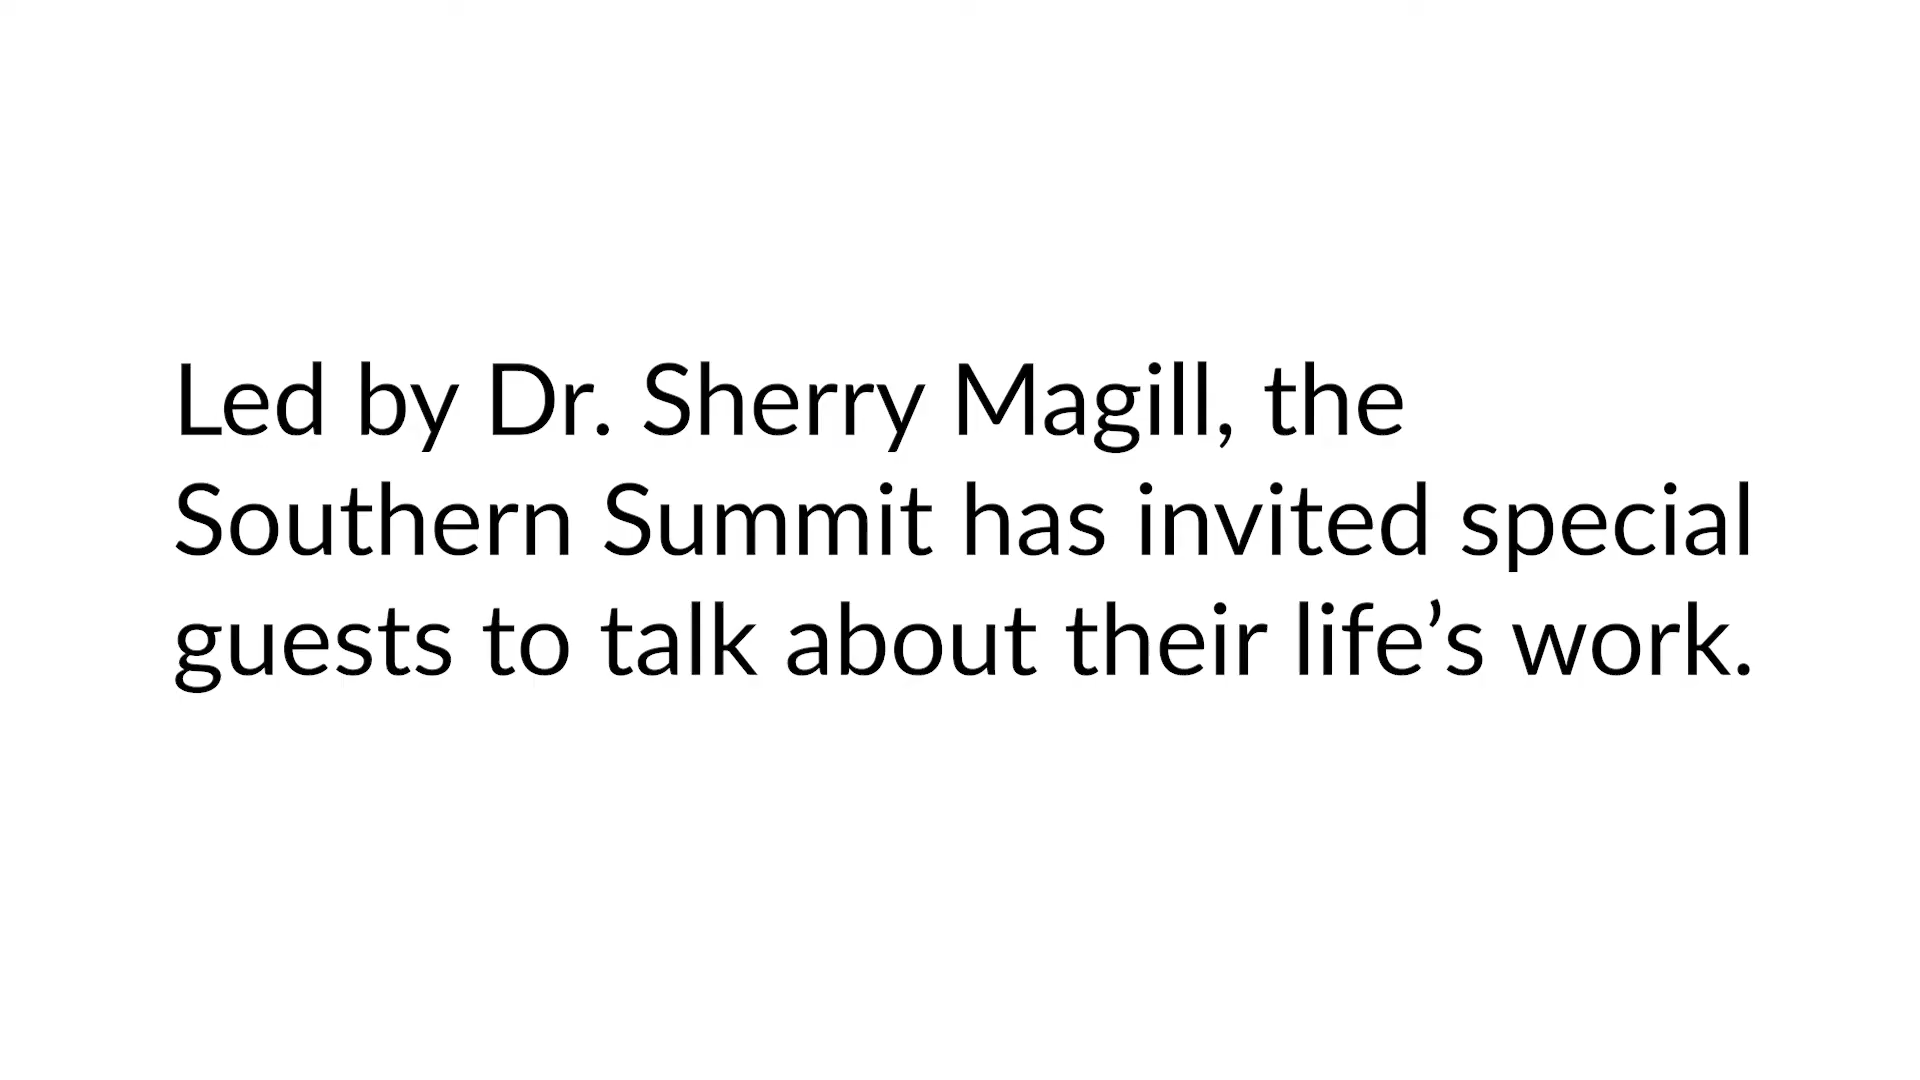 Led by Dr. Sherry Magill, the
Southern Summit has invited special
guests to talk about their life’s work.